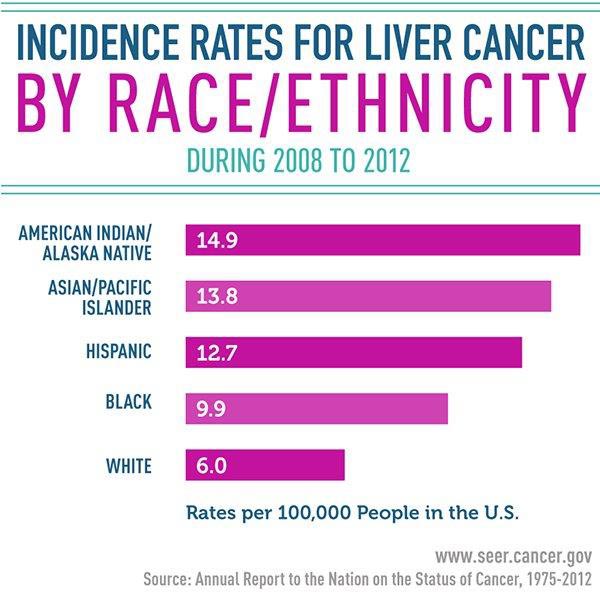 INCIDENCE RATES FOR LIVER CANCER
BY RACE/ETHNICITY
DURING 2008 TO 2012
AMERICAN INDIAN/
ALASKA NATIVE
14.9
ASIAN/PACIFIC
ISLANDER
13.8
HISPANIC
12.7
BLACK
9.9
WHITE
6.0
Rates per 100,000 People in the U.S.
www.seer.cancer.gov
Source: Annual Report to the Nation on the Status of Cancer, 1975-2012